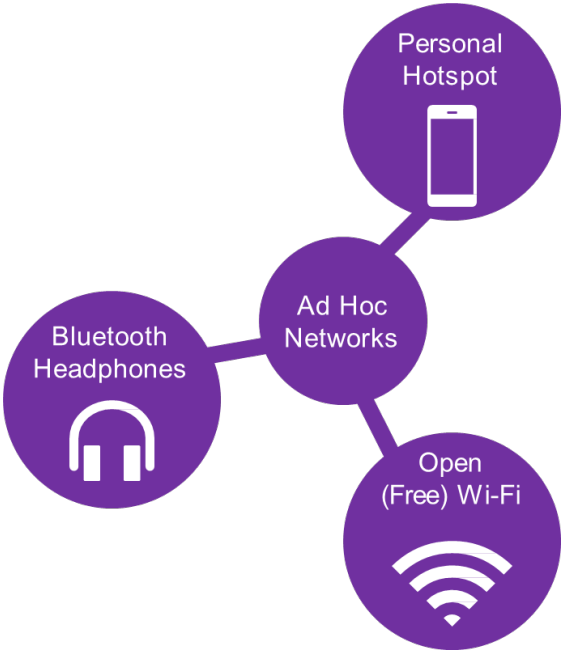 Personal
Hotspot
Ad Hoc
Networks
Bluetooth
Headphones
Open
(Free) Wi-Fi